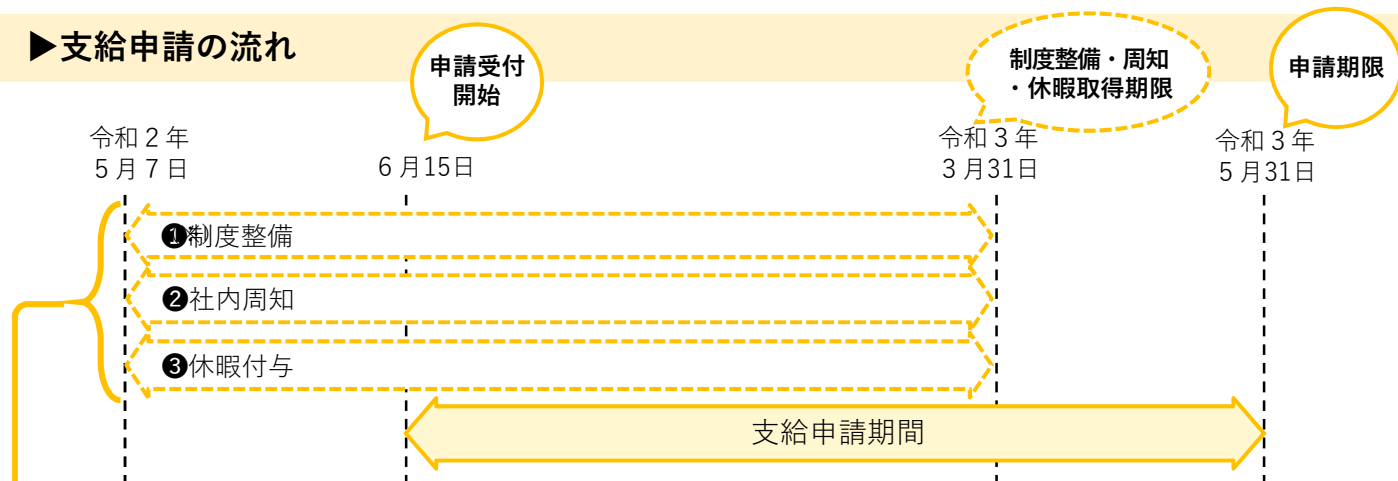 ▶支給申請の流れ
申請受付
開始
制度整備・周知
・休暇取得期限
申請期限
令和２年
５月７日
６月15日
令和３年
３月31日
令和３年
５月31日
❶制度整備
❷社内周知
❸休暇付与
支給申請期間